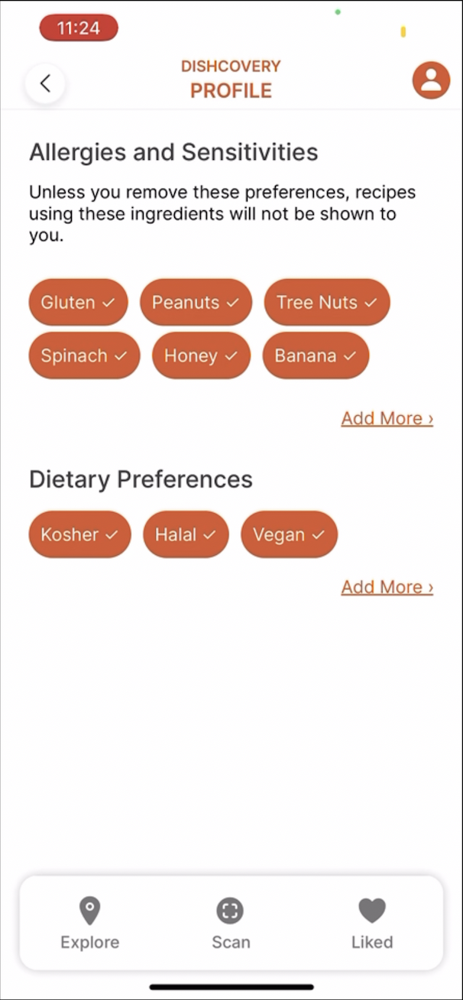 11:24
DISHCOVERY
PROFILE
Allergies and Sensitivities
Unless you remove these preferences, recipes
using these ingredients will not be shown to
you.
Gluten ✓ Peanuts ✓ Tree Nuts ✓
Spinach ✓ Honey ✓ Banana ✓
Add More ›
Dietary Preferences
Kosher ✓ Halal ✓ Vegan ✓
Add More ›
Explore Scan Liked